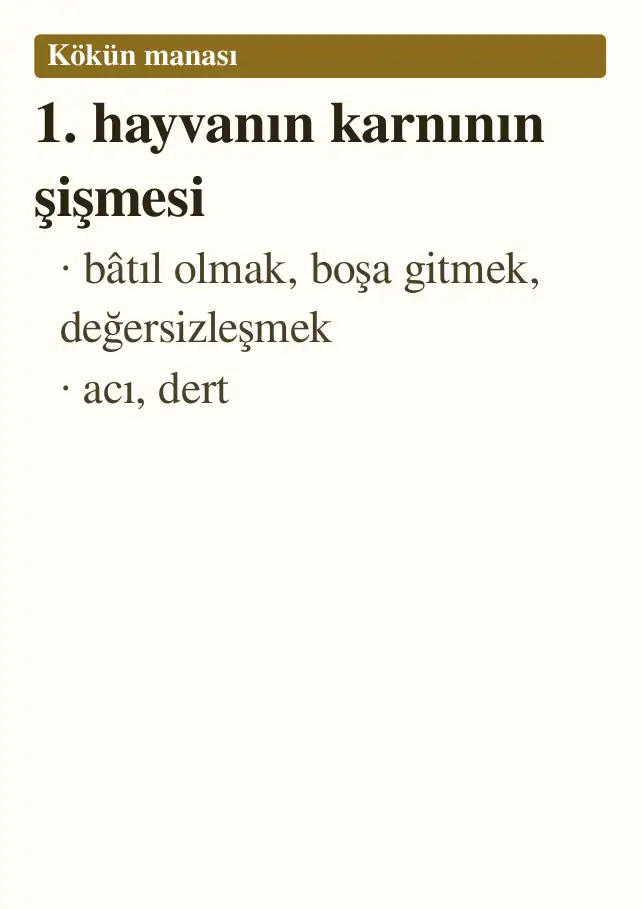 Kökün manası
1. hayvanın karnının
şişmesi
· bâtıl olmak, boşa gitmek,
değersizleşmek
· acı, dert